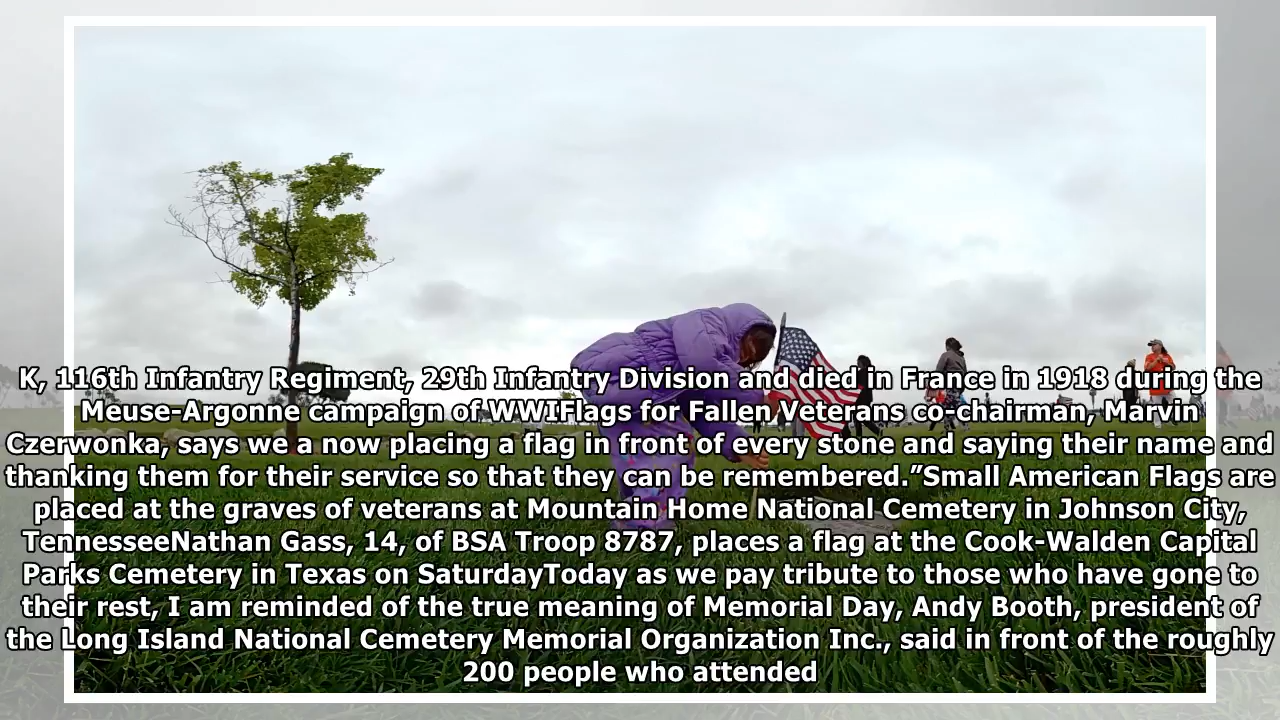 K, 116th Infantry Regiment, 29th Infantry Division and died in France in 1918 during the
Meuse-Argonne campaign of WWIFlags for Fallen Veterans co-chairman, Marvin
Czerwonka, says we a now placing a flag in front of every stone and saying their name and
thanking them for their service so that they can be remembered.”Small American Flags are
placed at the graves of veterans at Mountain Home National Cemetery in Johnson City,
TennesseeNathan Gass, 14, of BSA Troop 8787, places a flag at the Cook-Walden Capital
Parks Cemetery in Texas on SaturdayToday as we pay tribute to those who have gone to
their rest, I am reminded of the true meaning of Memorial Day, Andy Booth, president of
the Long Island National Cemetery Memorial Organization Inc., said in front of the roughly
200 people who attended